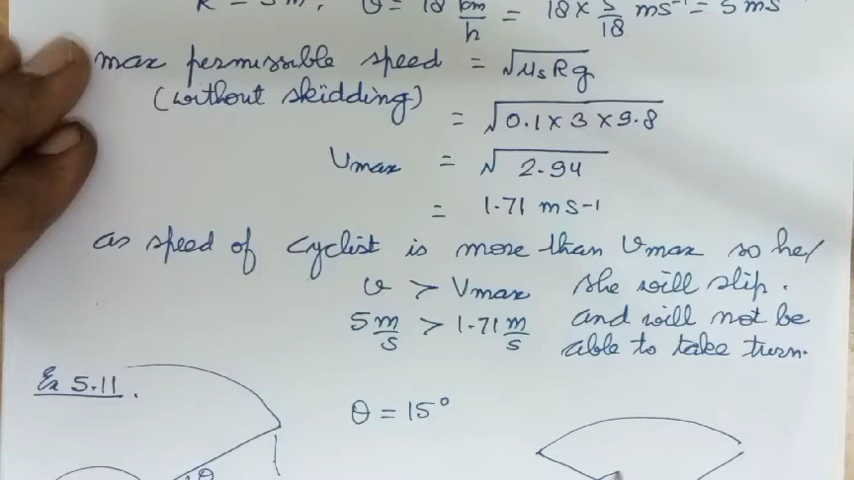 R = 3 m, v = 18 km/h = 18 × 5/18 ms⁻¹ = 5 ms
max permissible speed = √μsRg
(without skidding)
= √0.1 × 3 × 9.8
Vmax = √2.94
= 1.71 ms-1
as speed of cyclist is more than vmax so he/
v > Vmax she will slip.
5 m/s > 1.71 m/s and will not be
able to take turn.
Ex 5.11.
θ = 15°
θ